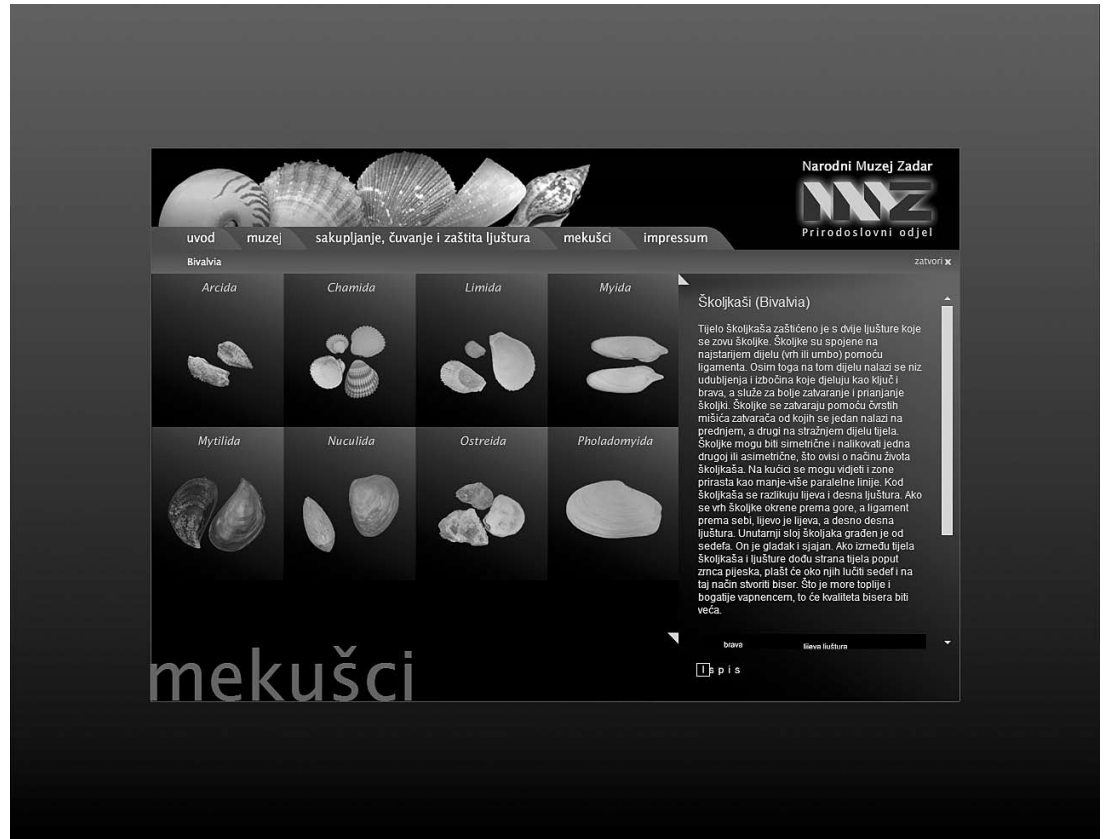 Narodni Muzej Zadar
NMZ
Prirodoslovni odjel
uvod muzej sakupljanje, čuvanje i zaštita ljuštura mekušci impressum
Bivalvia zatvori x
Arcida Chamida Limida Myida
Mytilida Nuculida Ostreida Pholadomyida
Školjkaši (Bivalvia)
Tijelo školjkaša zaštićeno je s dvije ljušture koje
se zovu školjke. Školjke su spojene na
najstarijem dijelu (vrh ili umbo) pomoću
ligamenta. Osim toga na tom dijelu nalazi se niz
udubljenja i izbočina koje djeluju kao ključ i
brava, a služe za bolje zatvaranje i prianjanje
školjki. Školjke se zatvaraju pomoću čvrstih
mišića zatvarača od kojih se jedan nalazi na
prednjem, a drugi na stražnjem dijelu tijela.
Školjke mogu biti simetrične i nalikovati jedna
drugoj ili asimetrične, što ovisi o načinu života
školjkaša. Na kućici se mogu vidjeti i zone
prirasta kao manje-više paralelne linije. Kod
školjkaša se razlikuju lijeva i desna ljuštura. Ako
se vrh školjke okrene prema gore, a ligament
prema sebi, lijevo je lijeva, a desno desna
ljuštura. Unutarnji sloj školjaka građen je od
sedefa. On je gladak i sjajan. Ako između tijela
školjkaša i ljušture dođu strana tijela poput
zrnca pijeska, plašt će oko njih lučiti sedef i na
taj način stvoriti biser. Što je more toplije i
bogatije vapnencem, to će kvaliteta bisera biti
veća.
brava lijeva ljuštura
Ispis
mekušci